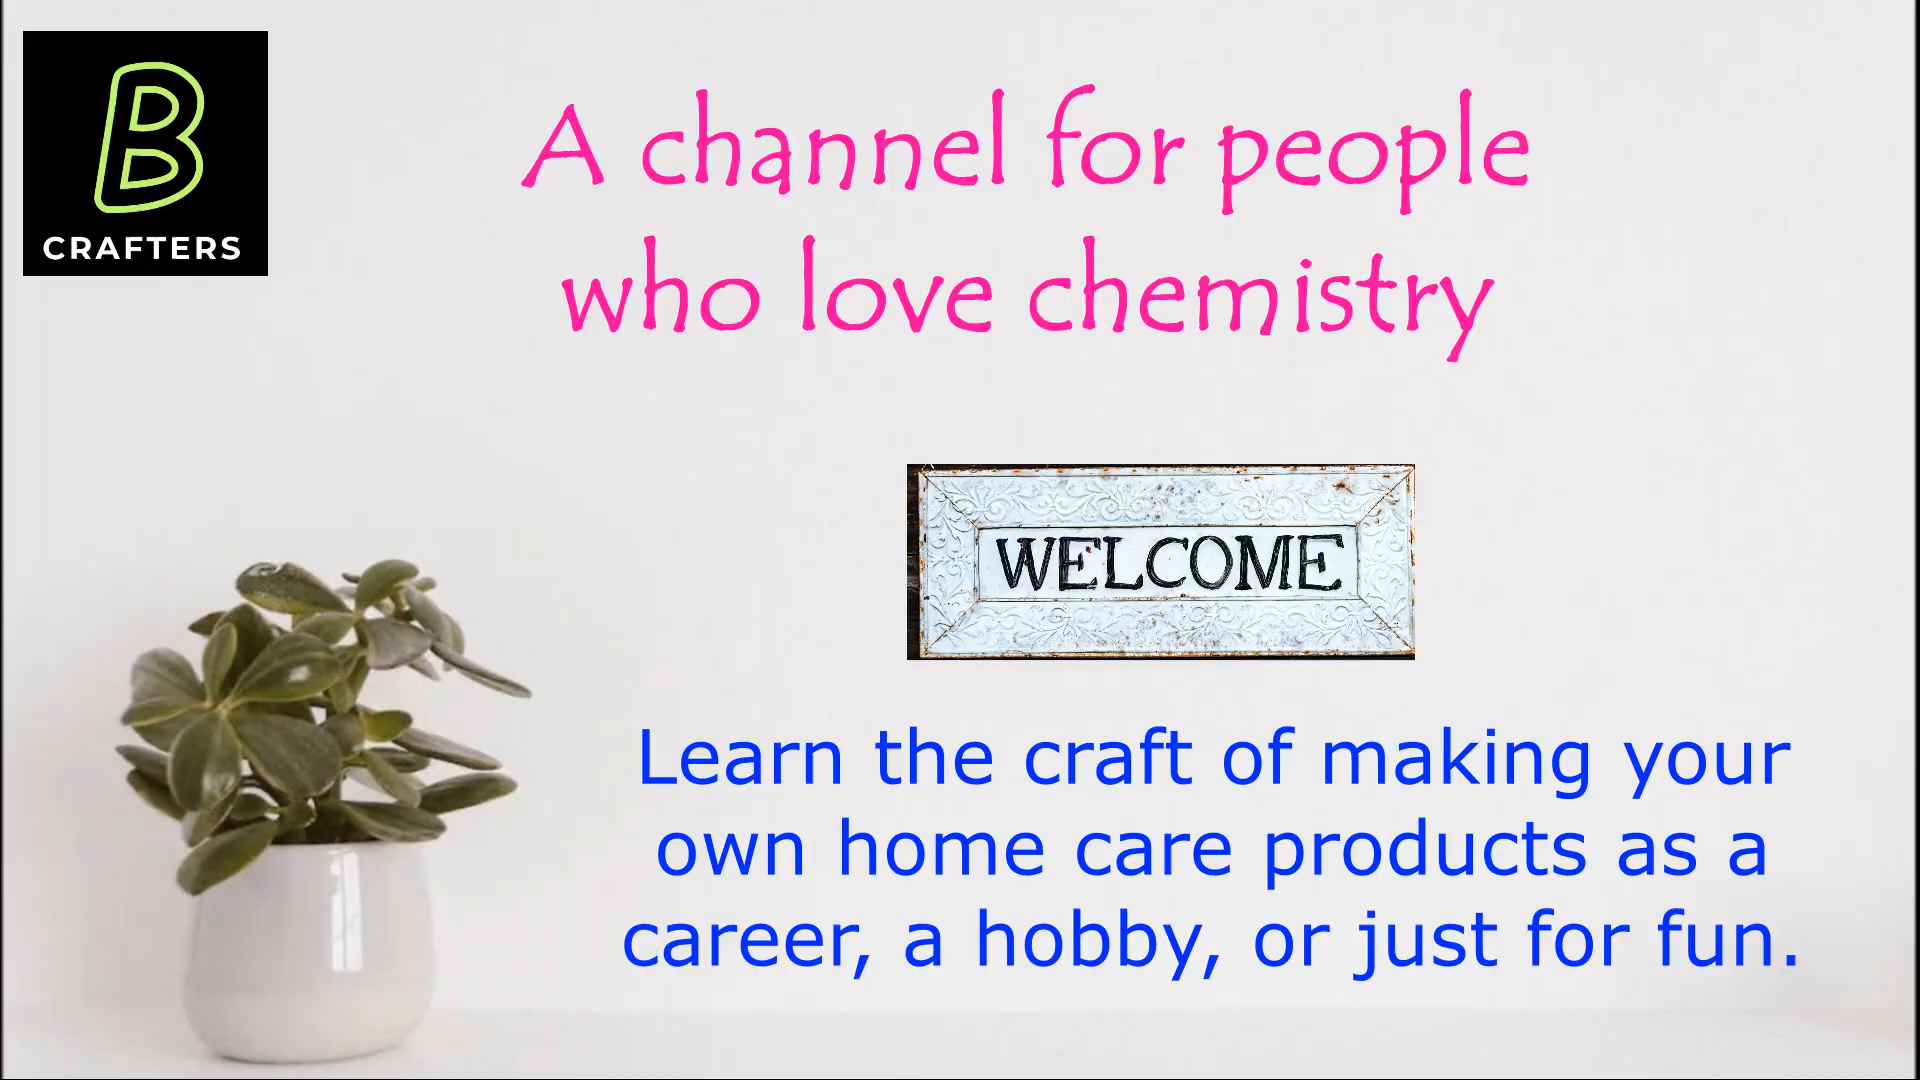 B
CRAFTERS
A channel for people
who love chemistry
WELCOME
Learn the craft of making your
own home care products as a
career, a hobby, or just for fun.